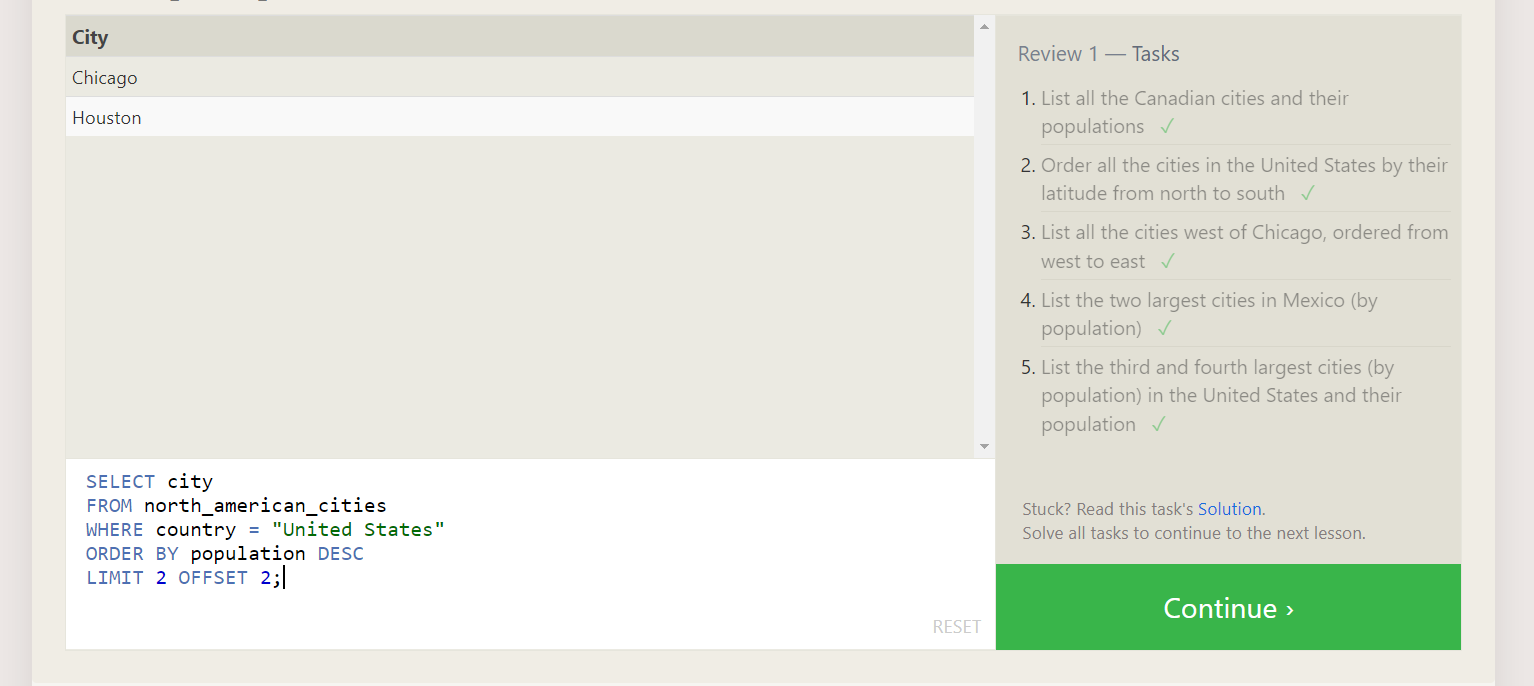 City
Chicago
Houston
SELECT city
FROM north_american_cities
WHERE country = "United States"
ORDER BY population DESC
LIMIT 2 OFFSET 2;
RESET
Review 1 — Tasks
1. List all the Canadian cities and their
populations ✓
2. Order all the cities in the United States by their
latitude from north to south ✓
3. List all the cities west of Chicago, ordered from
west to east ✓
4. List the two largest cities in Mexico (by
population) ✓
5. List the third and fourth largest cities (by
population) in the United States and their
population ✓
Stuck? Read this task's Solution.
Solve all tasks to continue to the next lesson.
Continue ›